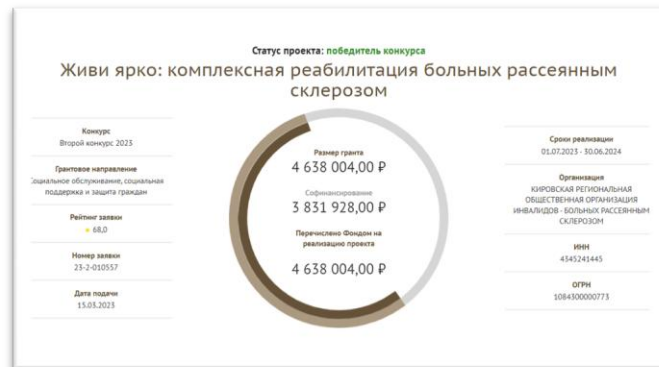 Статус проекта: победитель конкурса
Живи ярко: комплексная реабилитация больных рассеянным
склерозом
Конкурс
Второй конкурс 2023
Грантовое направление
Социальное обслуживание, социальная
поддержка и защита граждан
Рейтинг заявки
68,0
Номер заявки
23-2-010557
Дата подачи
15.03.2023
Размер гранта
4 638 004,00 ₽
Софинансирование
3 831 928,00 ₽
Перечислено Фондом на
реализацию проекта
4 638 004,00 ₽
Сроки реализации
01.07.2023 - 30.06.2024
Организация
КИРОВСКАЯ РЕГИОНАЛЬНАЯ
ОБЩЕСТВЕННАЯ ОРГАНИЗАЦИЯ
ИНВАЛИДОВ - БОЛЬНЫХ РАССЕЯННЫМ
СКЛЕРОЗОМ
ИНН
4345241445
ОГРН
1084300000773